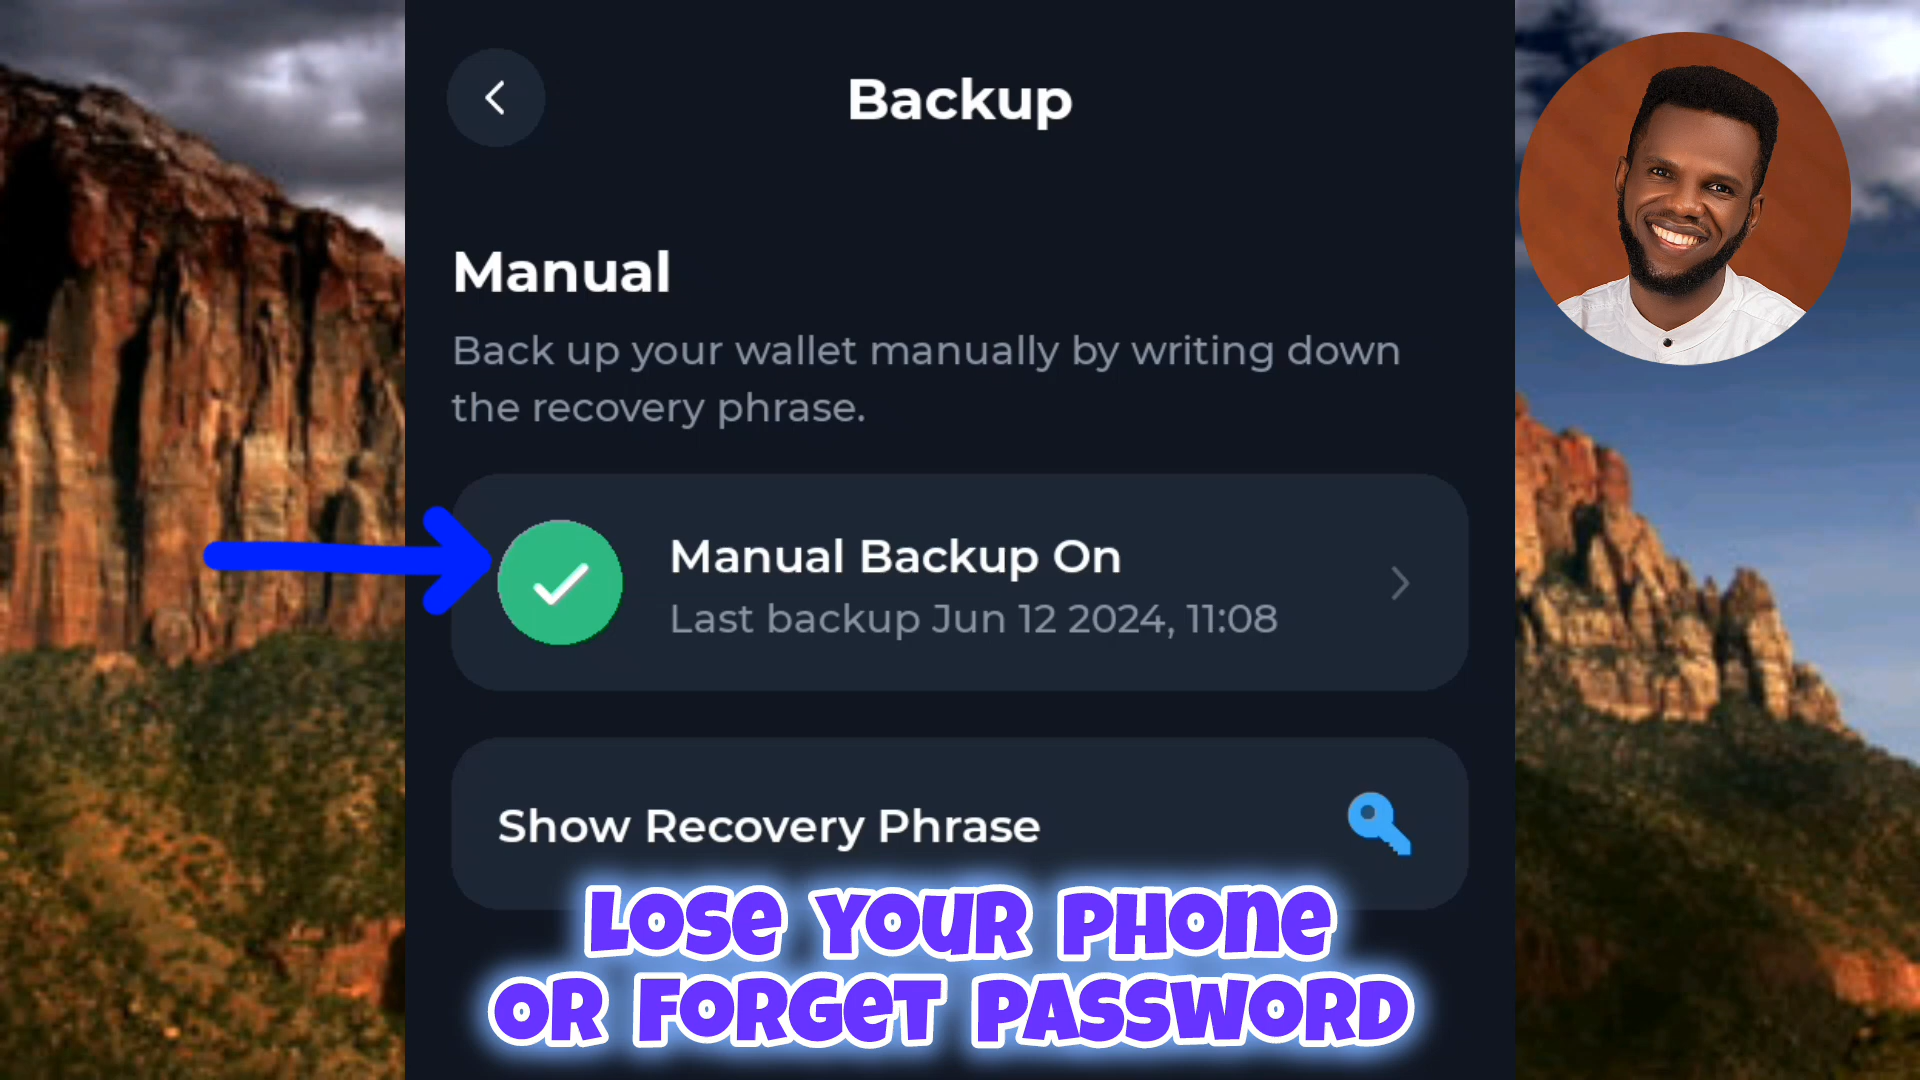 Backup
Manual
Back up your wallet manually by writing down
the recovery phrase.
Manual Backup On
Last backup Jun 12 2024, 11:08
Show Recovery Phrase
LOSE YOUR PHONE
OR FORGET PASSWORD